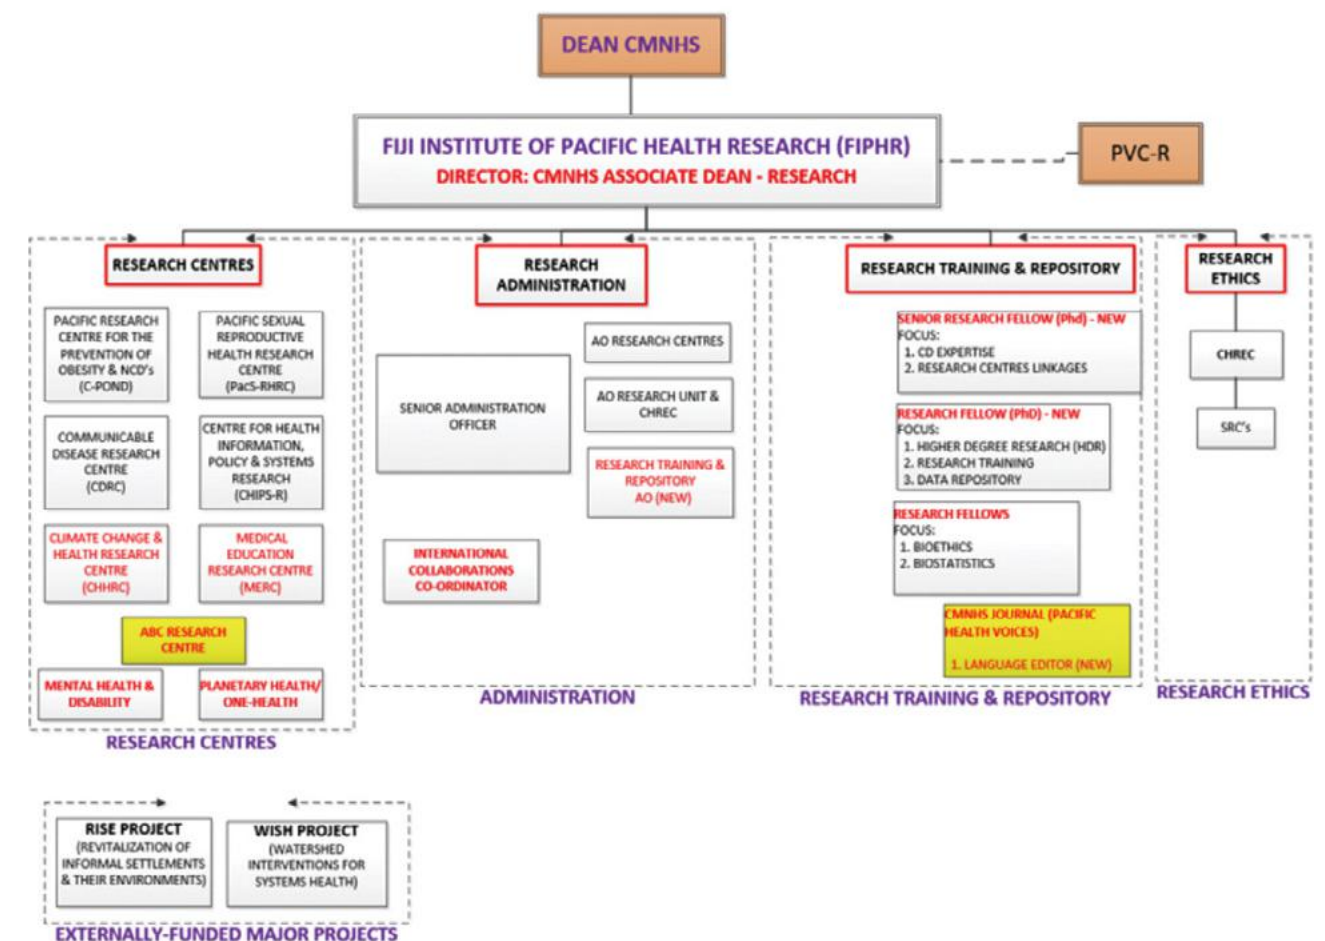 DEAN CMNHS
FIJI INSTITUTE OF PACIFIC HEALTH RESEARCH (FIPHR)
DIRECTOR: CMNHS ASSOCIATE DEAN - RESEARCH
PVC-R
RESEARCH CENTRES
PACIFIC RESEARCH
CENTRE FOR THE
PREVENTION OF
OBESITY & NCD's
(C-POND)
PACIFIC SEXUAL
REPRODUCTIVE
HEALTH RESEARCH
CENTRE
(PacS-RHRC)
COMMUNICABLE
DISEASE RESEARCH
CENTRE
(CDRC)
CENTRE FOR HEALTH
INFORMATION,
POLICY & SYSTEMS
RESEARCH
(CHIPS-R)
CLIMATE CHANGE &
HEALTH RESEARCH
CENTRE
(CHHRC)
MEDICAL
EDUCATION
RESEARCH CENTRE
(MERC)
ABC RESEARCH
CENTRE
MENTAL HEALTH &
DISABILITY
PLANETARY HEALTH/
ONE-HEALTH
RESEARCH CENTRES
RESEARCH
ADMINISTRATION
SENIOR ADMINISTRATION
OFFICER
AO RESEARCH CENTRES
AO RESEARCH UNIT &
CHREC
RESEARCH TRAINING &
REPOSITORY
AO (NEW)
INTERNATIONAL
COLLABORATIONS
CO-ORDINATOR
ADMINISTRATION
RESEARCH TRAINING & REPOSITORY
SENIOR RESEARCH FELLOW (Phd) - NEW
FOCUS:
1. CD EXPERTISE
2. RESEARCH CENTRES LINKAGES
RESEARCH FELLOW (PhD) - NEW
FOCUS:
1. HIGHER DEGREE RESEARCH (HDR)
2. RESEARCH TRAINING
3. DATA REPOSITORY
RESEARCH FELLOWS
FOCUS:
1. BIOETHICS
2. BIOSTATISTICS
CMNHS JOURNAL (PACIFIC
HEALTH VOICES)
1. LANGUAGE EDITOR (NEW)
RESEARCH TRAINING & REPOSITORY
RESEARCH
ETHICS
CHREC
SRC's
RESEARCH ETHICS
RISE PROJECT
(REVITALIZATION OF
INFORMAL SETTLEMENTS
& THEIR ENVIRONMENTS)
WISH PROJECT
(WATERSHED
INTERVENTIONS FOR
SYSTEMS HEALTH)
EXTERNALLY-FUNDED MAJOR PROJECTS